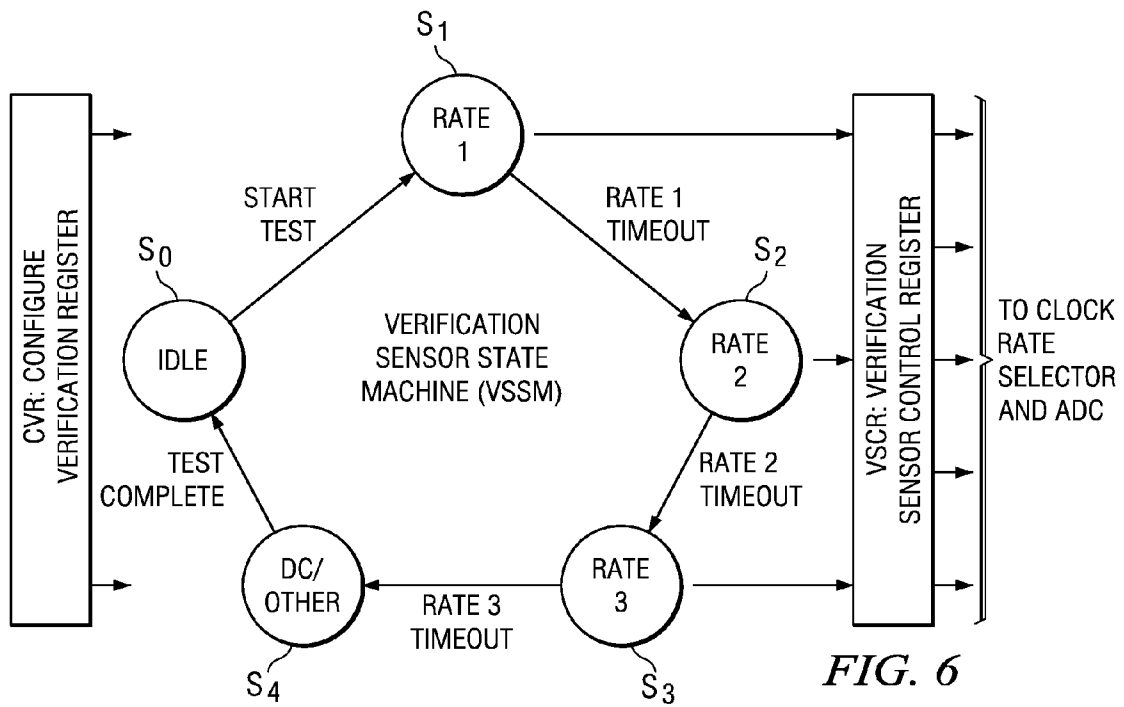 S1
RATE
1
START
TEST
RATE 1
TIMEOUT
S0
S2
CVR: CONFIGURE
VERIFICATION REGISTER
IDLE
VERIFICATION
SENSOR STATE
MACHINE (VSSM)
RATE
2
VSCR: VERIFICATION
SENSOR CONTROL REGISTER
TO CLOCK
RATE
SELECTOR
AND ADC
TEST
COMPLETE
RATE 2
TIMEOUT
DC/
OTHER
RATE 3
TIMEOUT
RATE
3
S4
S3
FIG. 6